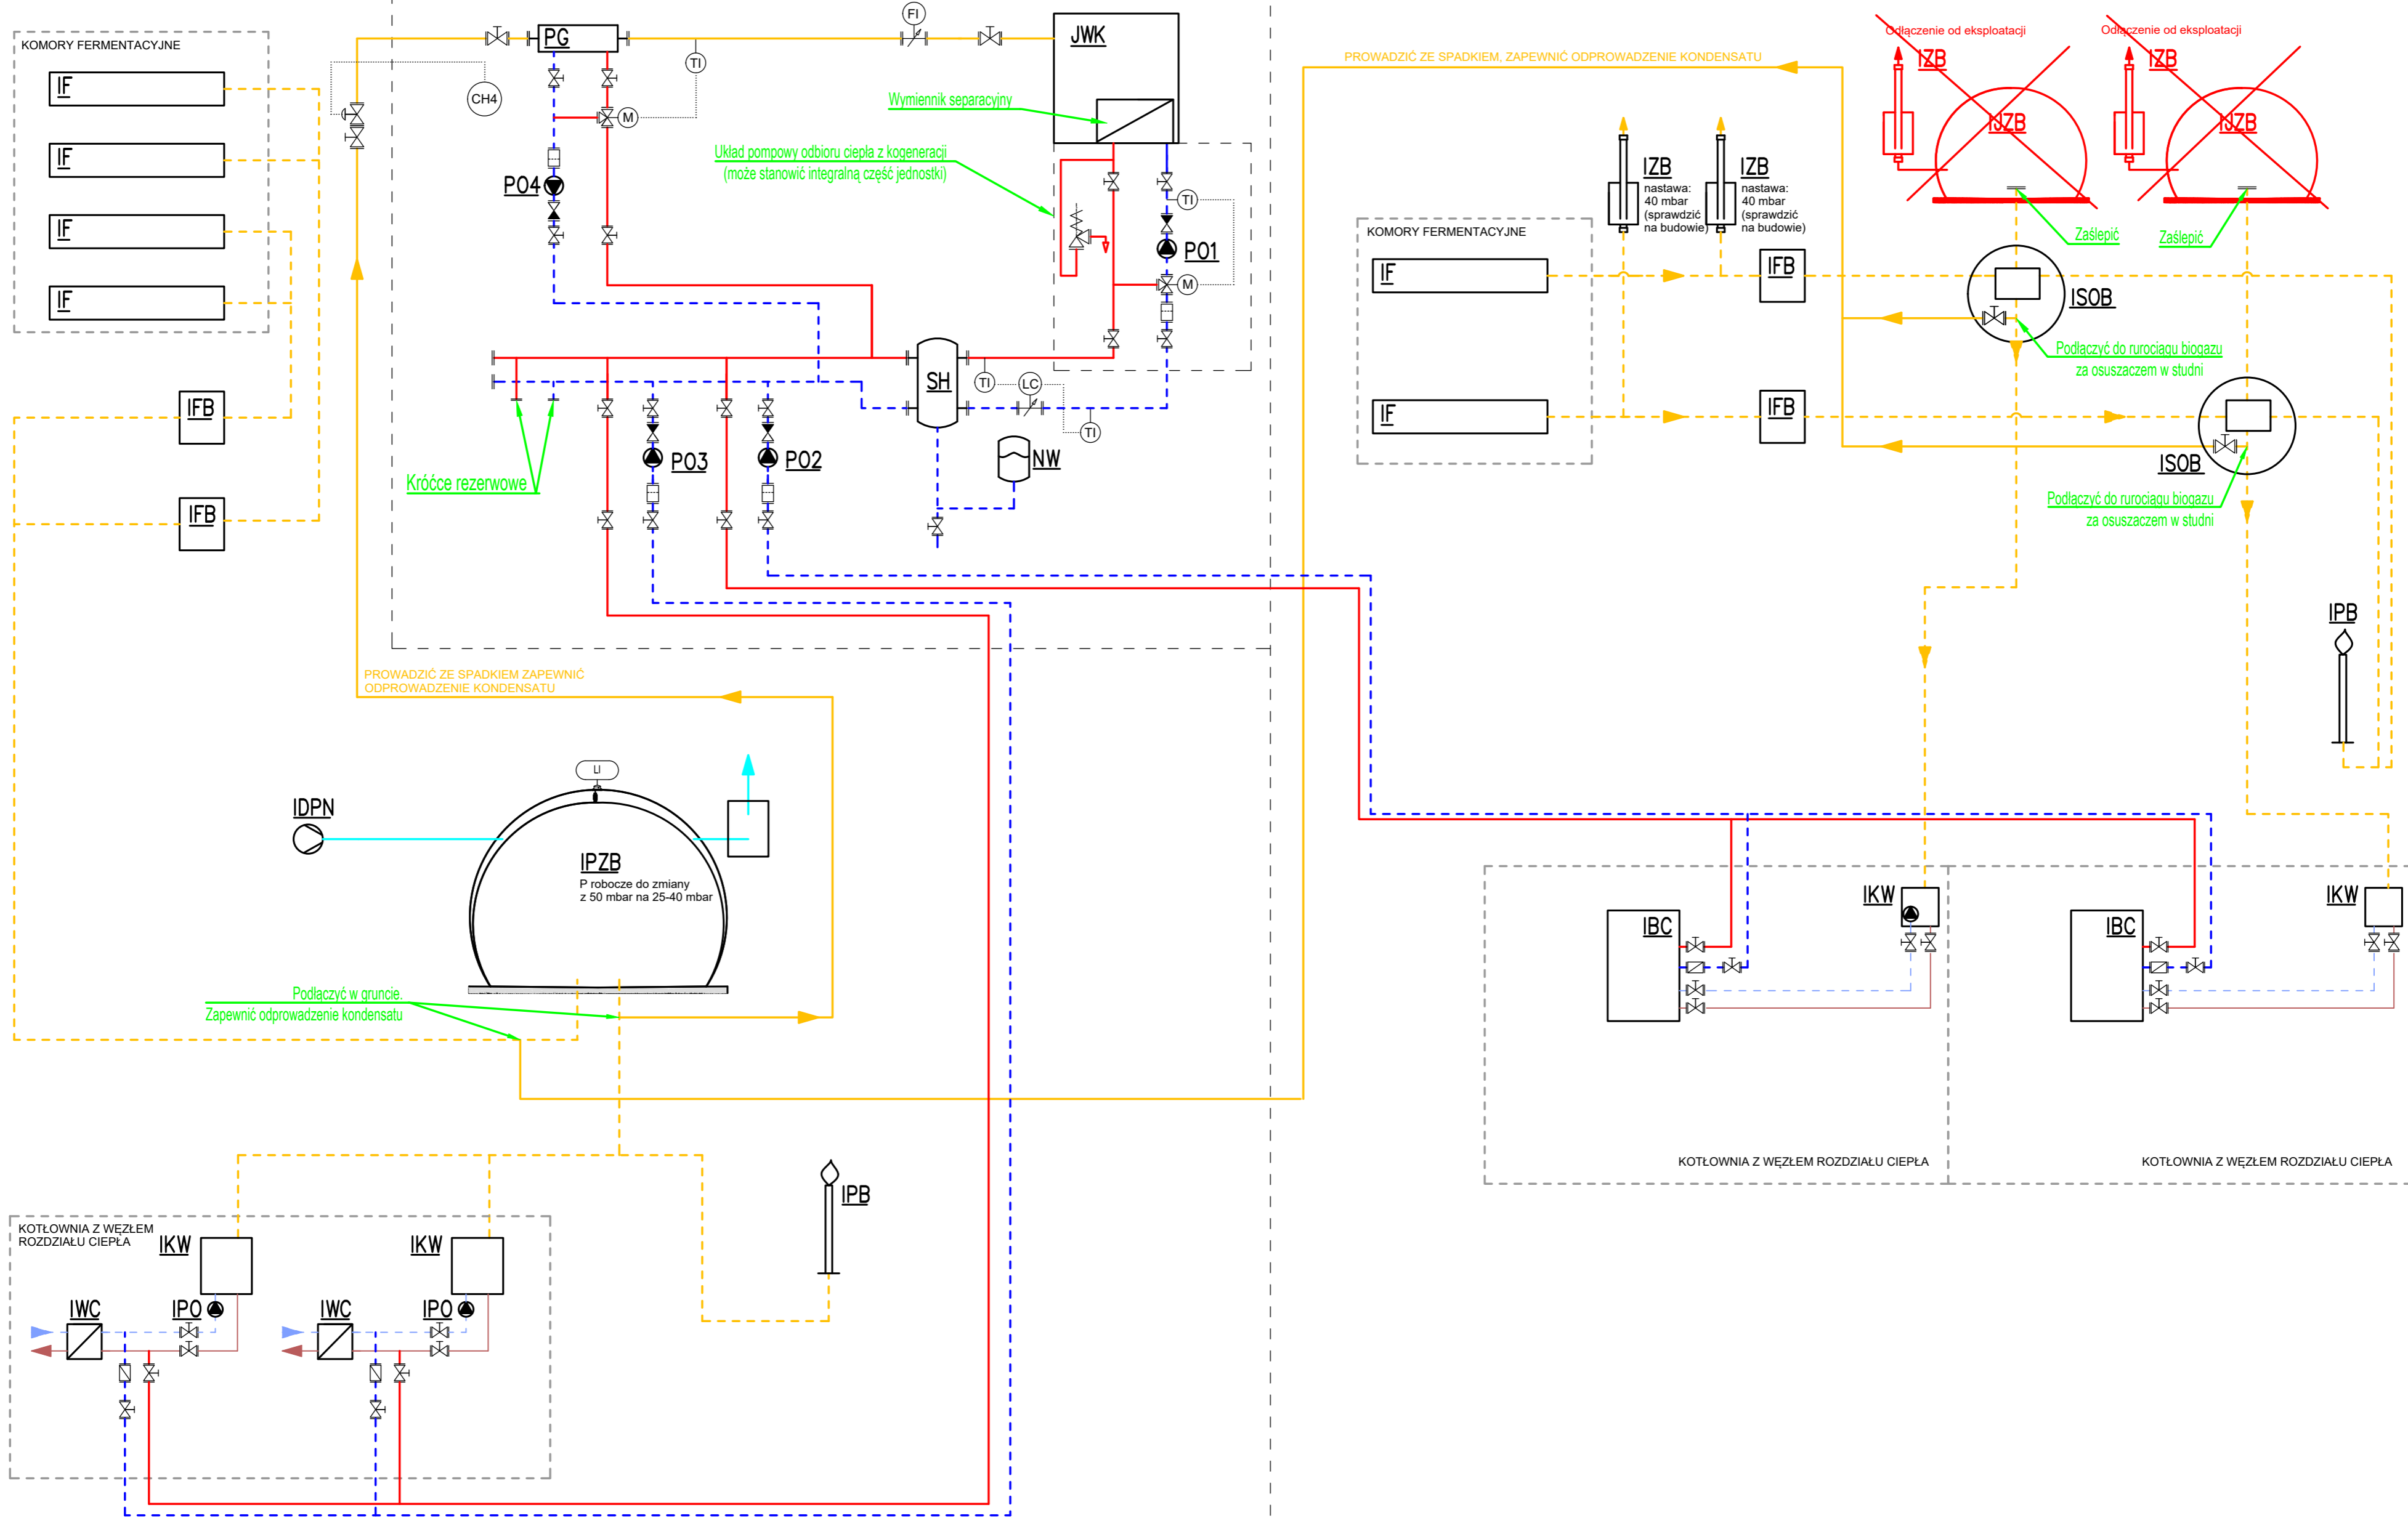 KOMORY FERMENTACYJNE
IF
IF
IF
IF
IFB
IFB
CH4
PG
TI
FI
M
PO4
JWK
Wymiennik separacyjny
Układ pompowy odbioru ciepła z kogeneracji
(może stanowić integralną część jednostki)
TI
PO1
M
SH
TI
LC
TI
NW
PO3
PO2
Króćce rezerwowe
PROWADZIĆ ZE SPADKIEM ZAPEWNIĆ
ODPROWADZENIE KONDENSATU
LI
IDPN
IPZB
P robocze do zmiany
z 50 mbar na 25-40 mbar
Podłączyć w gruncie.
Zapewnić odprowadzenie kondensatu
IPB
KOTŁOWNIA Z WĘZŁEM
ROZDZIAŁU CIEPŁA
IKW
IKW
IWC
IPO
IWC
IPO
PROWADZIĆ ZE SPADKIEM, ZAPEWNIĆ ODPROWADZENIE KONDENSATU
Odłączenie od eksploatacji
IZB
IJZB
Odłączenie od eksploatacji
IZB
IJZB
Zaślepić
Zaślepić
IZB
nastawa:
40 mbar
(sprawdzić
na budowie)
IZB
nastawa:
40 mbar
(sprawdzić
na budowie)
KOMORY FERMENTACYJNE
IF
IF
IFB
IFB
ISOB
Podłączyć do rurociągu biogazu
za osuszaczem w studni
ISOB
Podłączyć do rurociągu biogazu
za osuszaczem w studni
IPB
IBC
IKW
IBC
IKW
KOTŁOWNIA Z WĘZŁEM ROZDZIAŁU CIEPŁA
KOTŁOWNIA Z WĘZŁEM ROZDZIAŁU CIEPŁA